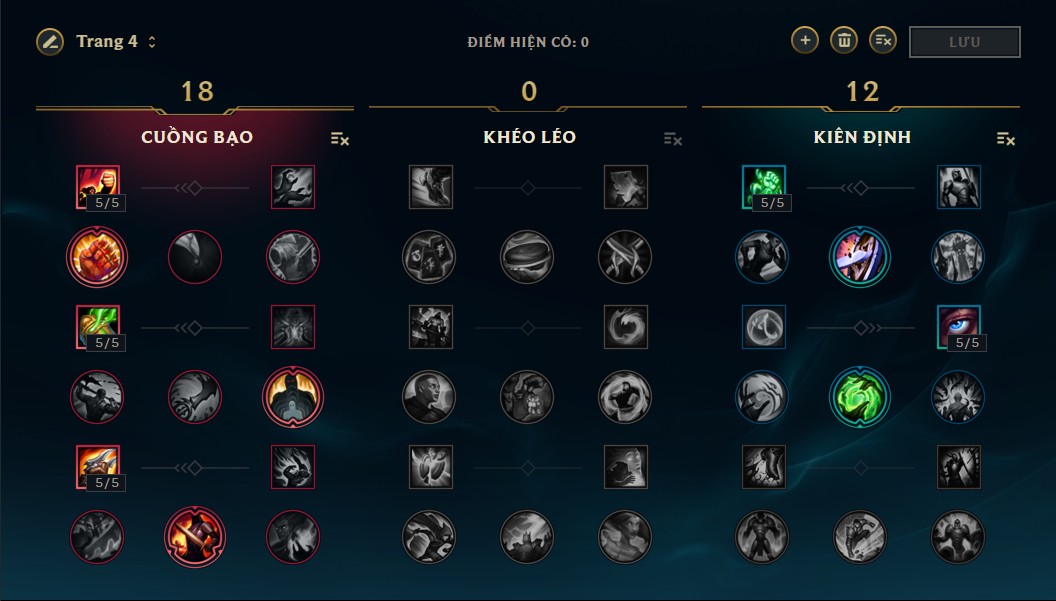 Trang 4
ĐIỂM HIỆN CÓ: 0
LƯU
18
0
12
CUỒNG BẠO
KHÉO LÉO
KIÊN ĐỊNH
5/5
5/5
5/5
5/5
5/5